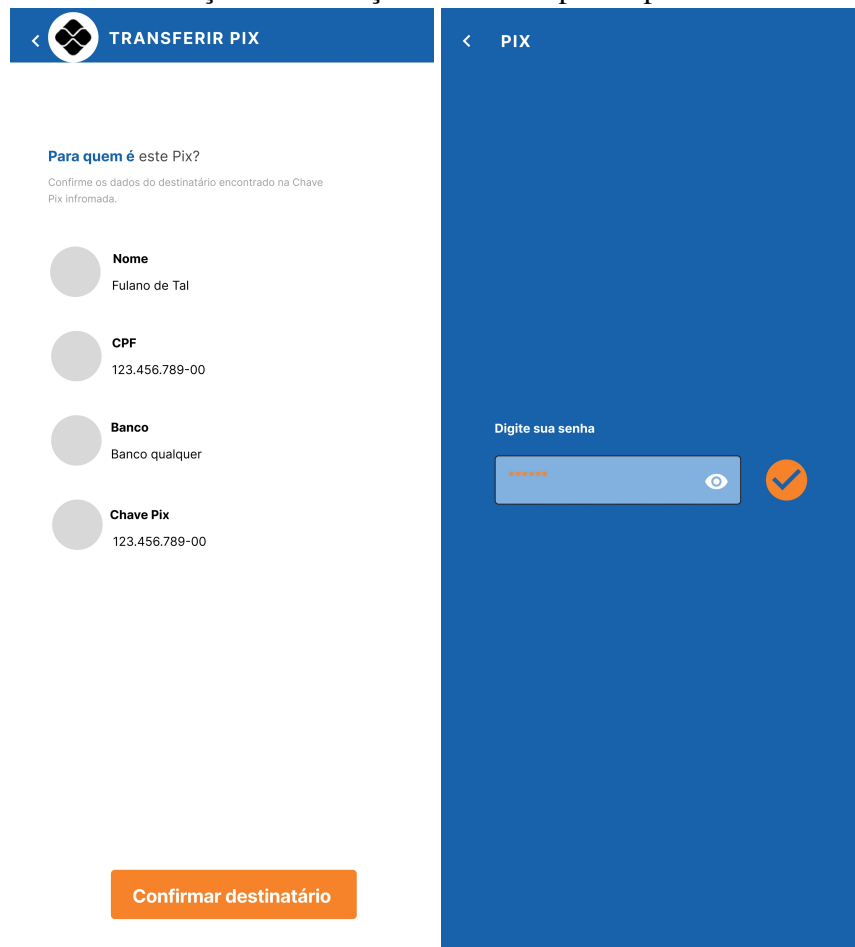 TRANSFERIR PIX
Para quem é este Pix?
Confirme os dados do destinatário encontrado na Chave
Pix infromada.
Nome
Fulano de Tal
CPF
123.456.789-00
Banco
Banco qualquer
Chave Pix
123.456.789-00
Confirmar destinatário
PIX
Digite sua senha
******